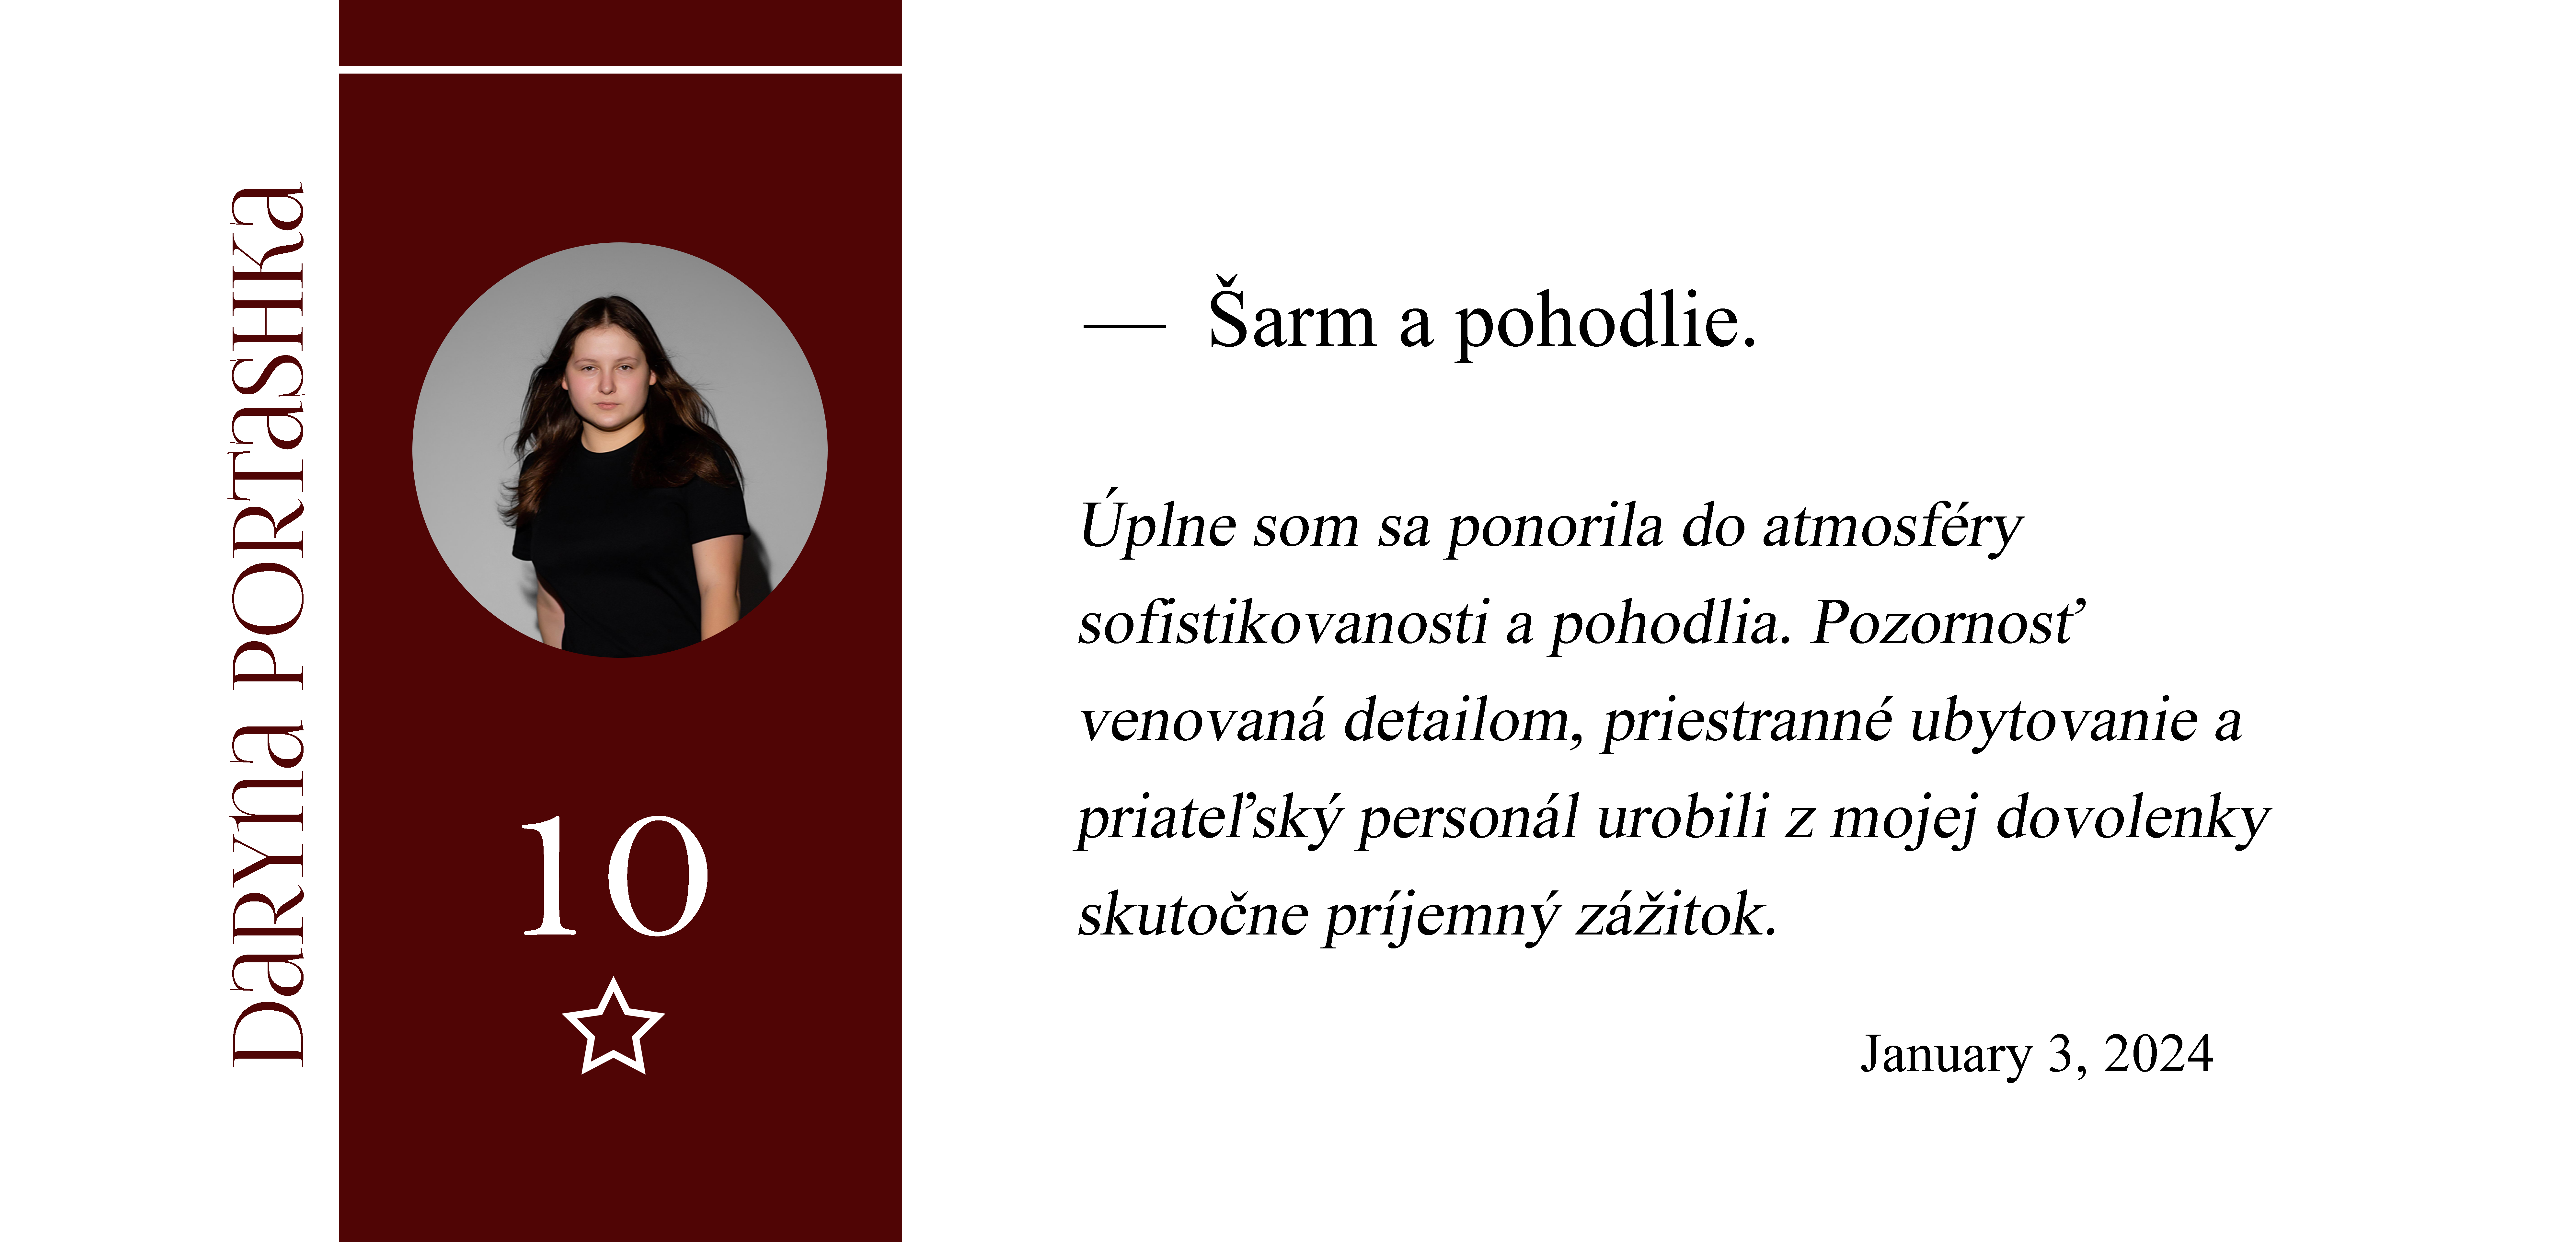 Daryna Portashka
10
— Šarm a pohodlie.
Úplne som sa ponorila do atmosféry
sofistikovanosti a pohodlia. Pozornosť
venovaná detailom, priestranné ubytovanie a
priateľský personál urobili z mojej dovolenky
skutočne príjemný zážitok.
January 3, 2024